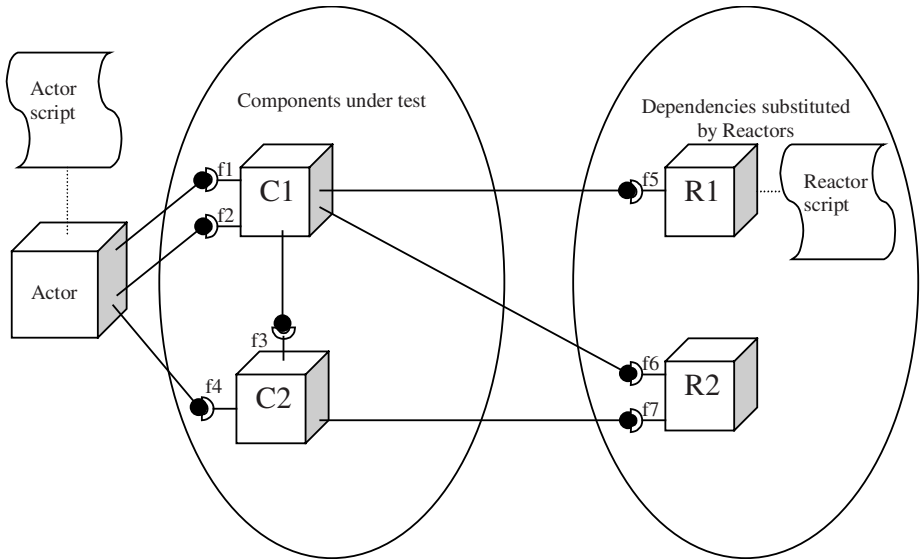 Actor
script
Components under test
Dependencies substituted
by Reactors
f1
C1
f2
f5
R1
Reactor
script
Actor
f3
f4
C2
f6
R2
f7